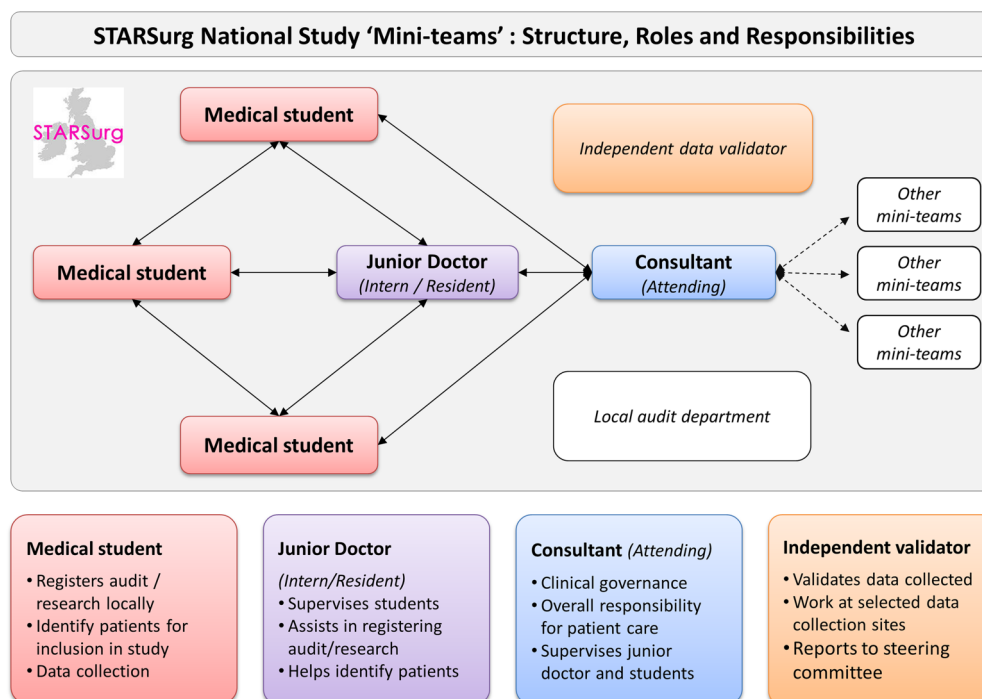 STARSurg National Study ‘Mini-teams’ : Structure, Roles and Responsibilities
STARSurg
Medical student
Independent data validator
Other
mini-teams
Medical student
Junior Doctor
(Intern / Resident)
Consultant
(Attending)
Other
mini-teams
Other
mini-teams
Local audit department
Medical student
Medical student
• Registers audit /
research locally
• Identify patients for
inclusion in study
• Data collection
Junior Doctor
(Intern/Resident)
• Supervises students
• Assists in registering
audit/research
• Helps identify patients
Consultant (Attending)
• Clinical governance
• Overall responsibility
for patient care
• Supervises junior
doctor and students
Independent validator
• Validates data collected
• Work at selected data
collection sites
• Reports to steering
committee